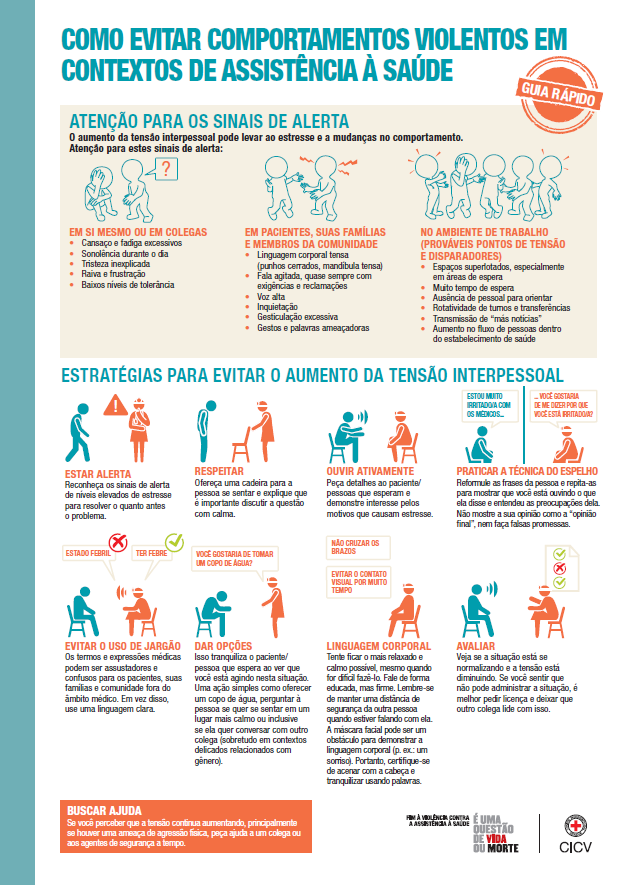 COMO EVITAR COMPORTAMENTOS VIOLENTOS EM
CONTEXTOS DE ASSISTÊNCIA À SAÚDE
GUIA RÁPIDO
ATENÇÃO PARA OS SINAIS DE ALERTA
O aumento da tensão interpessoal pode levar ao estresse e a mudanças no comportamento.
Atenção para estes sinais de alerta:
?
EM SI MESMO OU EM COLEGAS
• Cansaço e fadiga excessivos
• Sonolência durante o dia
• Tristeza inexplicada
• Raiva e frustração
• Baixos níveis de tolerância
EM PACIENTES, SUAS FAMÍLIAS
E MEMBROS DA COMUNIDADE
• Linguagem corporal tensa
(punhos cerrados, mandíbula tensa)
• Fala agitada, quase sempre com
exigências e reclamações
• Voz alta
• Inquietação
• Gesticulação excessiva
• Gestos e palavras ameaçadoras
NO AMBIENTE DE TRABALHO
(PROVÁVEIS PONTOS DE TENSÃO
E DISPARADORES)
• Espaços superlotados, especialmente
em áreas de espera
• Muito tempo de espera
• Ausência de pessoal para orientar
• Rotatividade de turnos e transferências
• Transmissão de “más notícias”
• Aumento no fluxo de pessoas dentro
do estabelecimento de saúde
ESTRATÉGIAS PARA EVITAR O AUMENTO DA TENSÃO INTERPESSOAL
!
ESTAR ALERTA
Reconheça os sinais de alerta
de níveis elevados de estresse
para resolver o quanto antes
o problema.
RESPEITAR
Ofereça uma cadeira para a
pessoa se sentar e explique que
é importante discutir a questão
com calma.
OUVIR ATIVAMENTE
Peça detalhes ao paciente/
pessoas que esperam e
demonstre interesse pelos
motivos que causam estresse.
ESTOU MUITO
IRRITADO/A COM
OS MÉDICOS...
... VOCÊ GOSTARIA
DE ME DIZER POR QUE
VOCÊ ESTÁ IRRITADO/A?
PRATICAR A TÉCNICA DO ESPELHO
Reformule as frases da pessoa e repita-as
para mostrar que você está ouvindo o que
ela disse e entendeu as preocupações dela.
Não mostre a sua opinião como a “opinião
final”, nem faça falsas promessas.
ESTADO FEBRIL
TER FEBRE
EVITAR O USO DE JARGÃO
Os termos e expressões médicas
podem ser assustadores e
confusos para os pacientes, suas
famílias e comunidade fora do
âmbito médico. Em vez disso,
use uma linguagem clara.
VOCÊ GOSTARIA DE TOMAR
UM COPO DE ÁGUA?
DAR OPÇÕES
Isso tranquiliza o paciente/
pessoa que espera ao ver que
você está agindo nesta situação.
Uma ação simples como oferecer
um copo de água, perguntar à
pessoa se quer se sentar em um
lugar mais calmo ou inclusive
se ela quer conversar com outro
colega (sobretudo em contextos
delicados relacionados com
gênero).
NÃO CRUZAR OS
BRAZOS
EVITAR O CONTATO
VISUAL POR MUITO
TEMPO
LINGUAGEM CORPORAL
Tente ficar o mais relaxado e
calmo possível, mesmo quando
for difícil fazê-lo. Fale de forma
educada, mas firme. Lembre-se
de manter uma distância de
segurança da outra pessoa
quando estiver falando com ela.
A máscara facial pode ser um
obstáculo para demonstrar a
linguagem corporal (p. ex.: um
sorriso). Portanto, certifique-se
de acenar com a cabeça e
tranquilizar usando palavras.
AVALIAR
Veja se a situação está se
normalizando e a tensão está
diminuindo. Se você sentir que
não pode administrar a situação, é
melhor pedir licença e deixar que
outro colega lide com isso.
BUSCAR AJUDA
Se você perceber que a tensão continua aumentando, principalmente
se houver uma ameaça de agressão física, peça ajuda a um colega ou
aos agentes de segurança a tempo.
FIM À VIOLÊNCIA CONTRA
A ASSISTÊNCIA À SAÚDE
É UMA
QUESTÃO
DE VIDA
OU MORTE
CICV